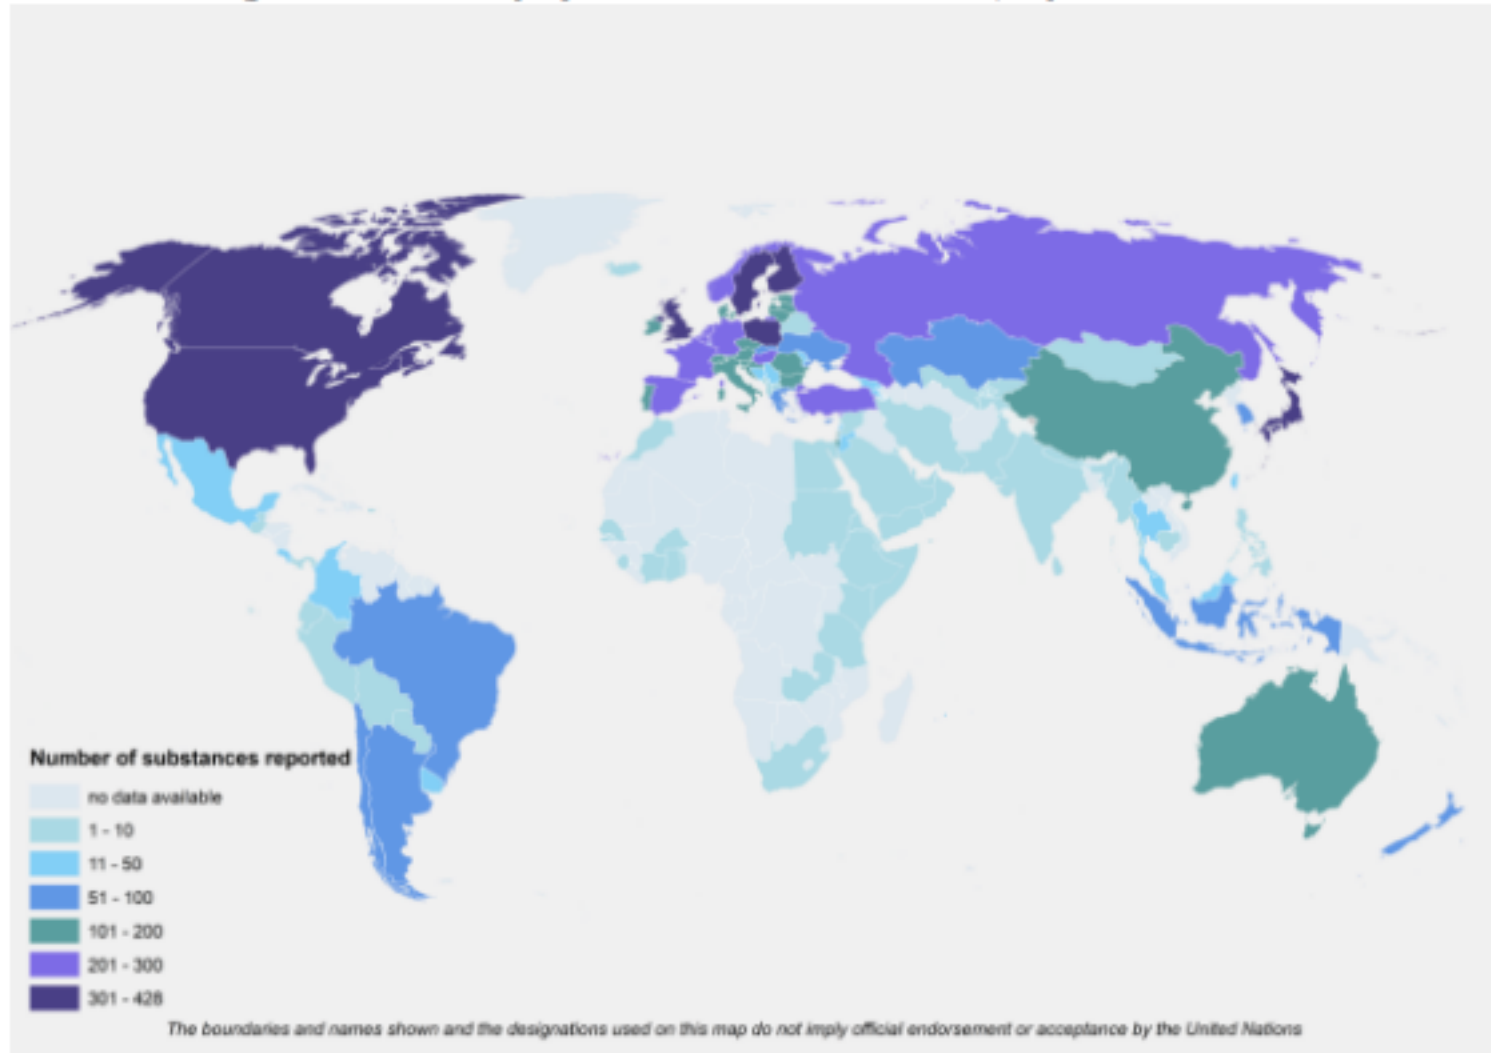 Number of substances reported
no data available
1 - 10
11 - 50
51 - 100
101 - 200
201 - 300
301 - 428
The boundaries and names shown and the designations used on this map do not imply official endorsement or acceptance by the United Nations